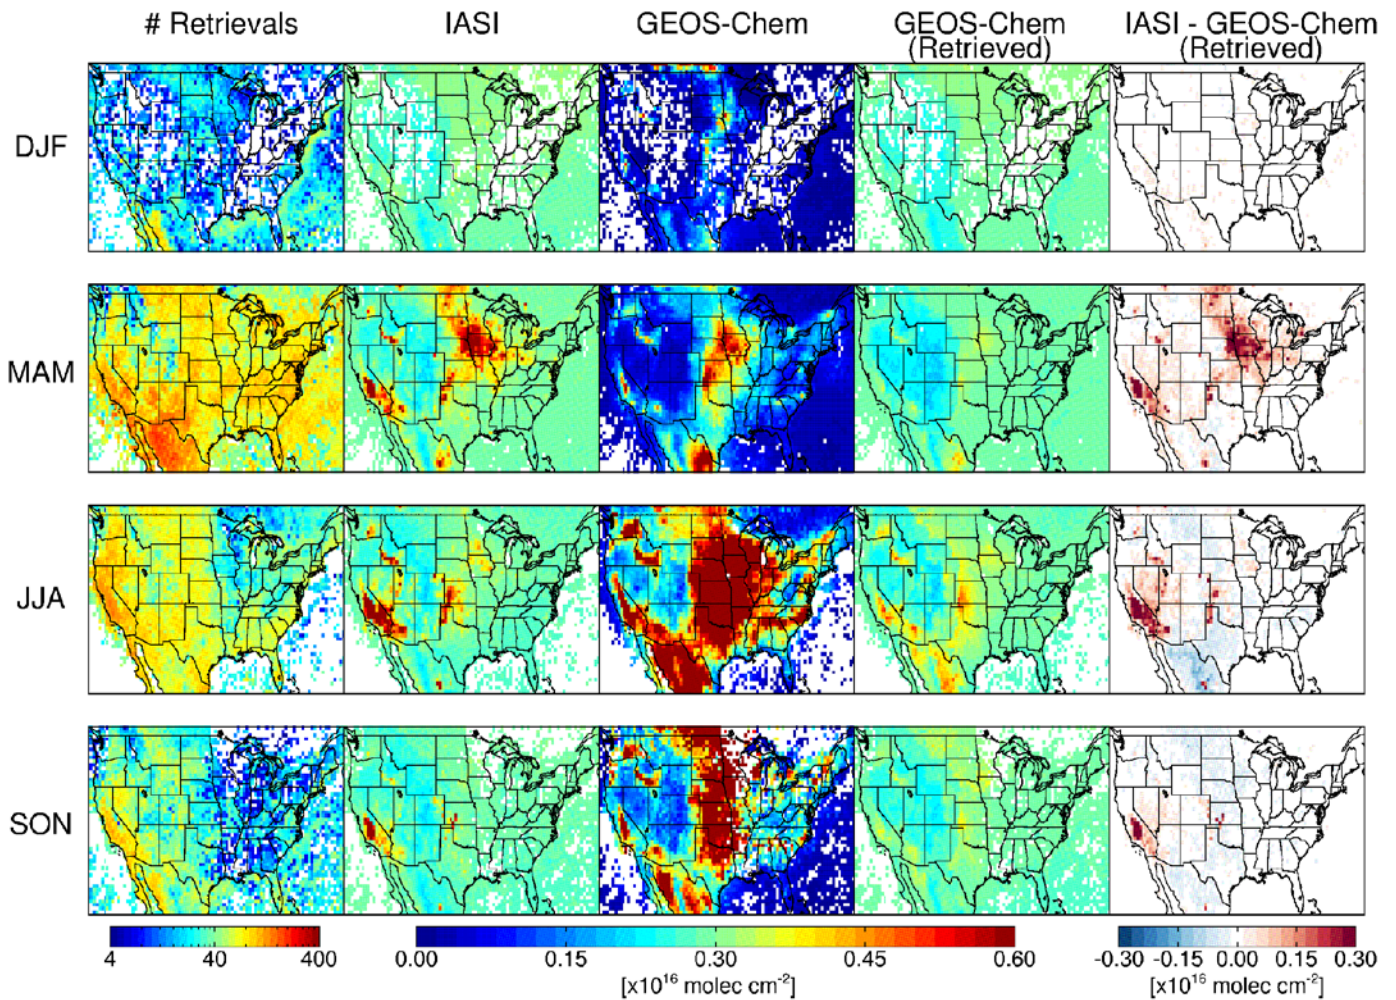 # Retrievals IASI GEOS-Chem GEOS-Chem IASI - GEOS-Chem
(Retrieved) (Retrieved)
DJF
MAM
JJA
SON
4 40 400 0.00 0.15 0.30 0.45 0.60 -0.30 -0.15 0.00 0.15 0.30
[x10¹⁶ molec cm⁻²] [x10¹⁶ molec cm⁻²]